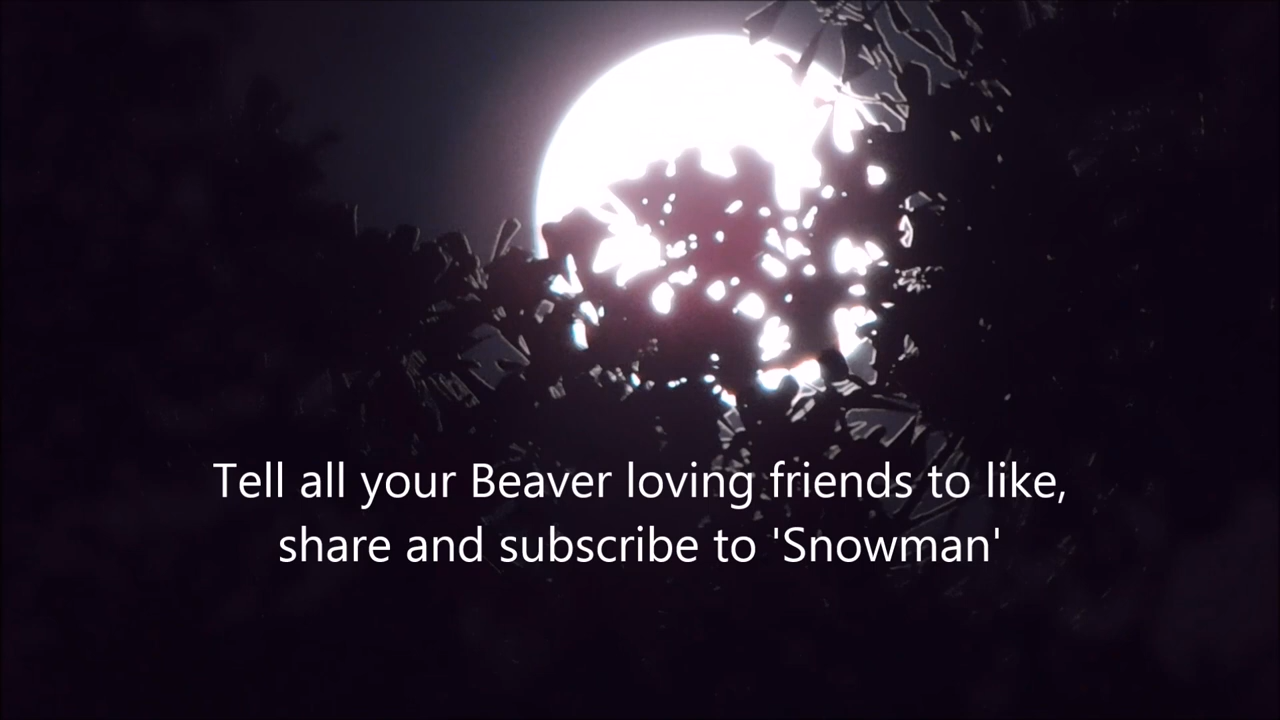 Tell all your Beaver loving friends to like,
share and subscribe to 'Snowman'